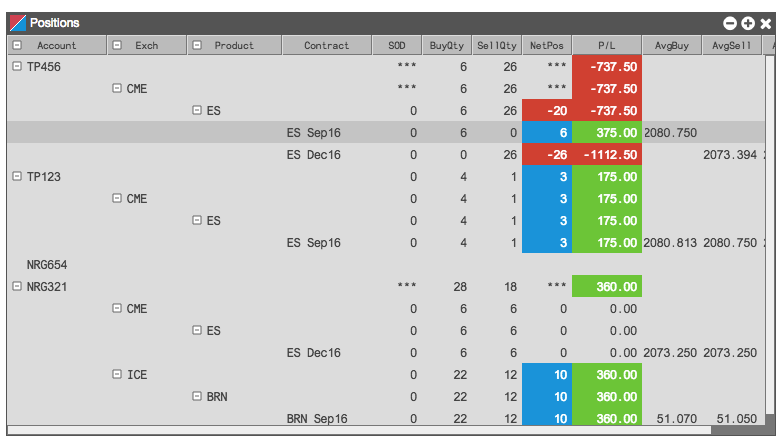 Positions
Account Exch Product Contract SOD BuyQty SellQty NetPos P/L AvgBuy AvgSell
TP456 *** 6 26 *** -737.50
CME *** 6 26 *** -737.50
ES 0 6 26 -20 -737.50
ES Sep16 0 6 0 6 375.00 2080.750
ES Dec16 0 0 26 -26 -1112.50 2073.394
TP123 0 4 1 3 175.00
CME 0 4 1 3 175.00
ES 0 4 1 3 175.00
ES Sep16 0 4 1 3 175.00 2080.813 2080.750
NRG654
NRG321 *** 28 18 *** 360.00
CME 0 6 6 0 0.00
ES 0 6 6 0 0.00
ES Dec16 0 6 6 0 0.00 2073.250 2073.250
ICE 0 22 12 10 360.00
BRN 0 22 12 10 360.00
BRN Sep16 0 22 12 10 360.00 51.070 51.050